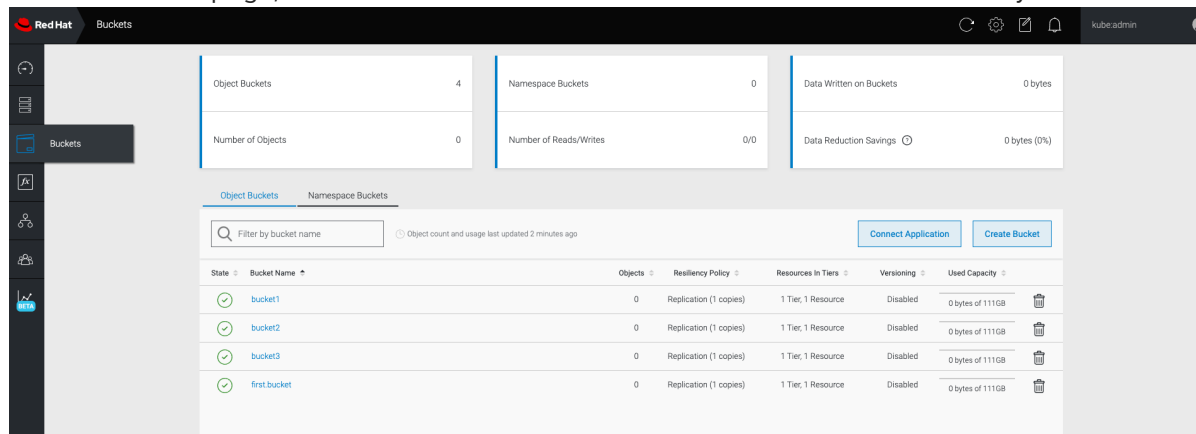 Red Hat Buckets kube:admin
Object Buckets 4 Namespace Buckets 0 Data Written on Buckets 0 bytes
Buckets
Number of Objects 0 Number of Reads/Writes 0/0 Data Reduction Savings ? 0 bytes (0%)
fx
Object Buckets Namespace Buckets
Filter by bucket name Object count and usage last updated 2 minutes ago Connect Application Create Bucket
State Bucket Name Objects Resiliency Policy Resources In Tiers Versioning Used Capacity
BETA
bucket1 0 Replication (1 copies) 1 Tier, 1 Resource Disabled 0 bytes of 111GB
bucket2 0 Replication (1 copies) 1 Tier, 1 Resource Disabled 0 bytes of 111GB
bucket3 0 Replication (1 copies) 1 Tier, 1 Resource Disabled 0 bytes of 111GB
first.bucket 0 Replication (1 copies) 1 Tier, 1 Resource Disabled 0 bytes of 111GB